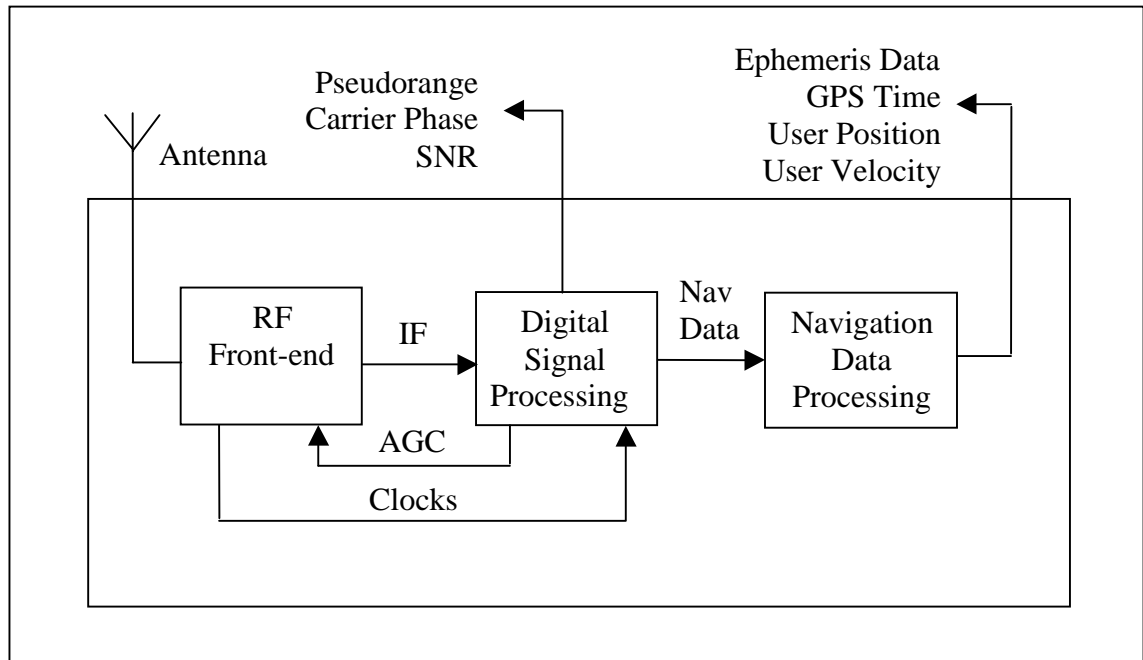 Pseudorange
Carrier Phase
SNR
Ephemeris Data
GPS Time
User Position
User Velocity
Antenna
RF
Front-end
IF
Digital
Signal
Processing
Nav
Data
Navigation
Data
Processing
AGC
Clocks